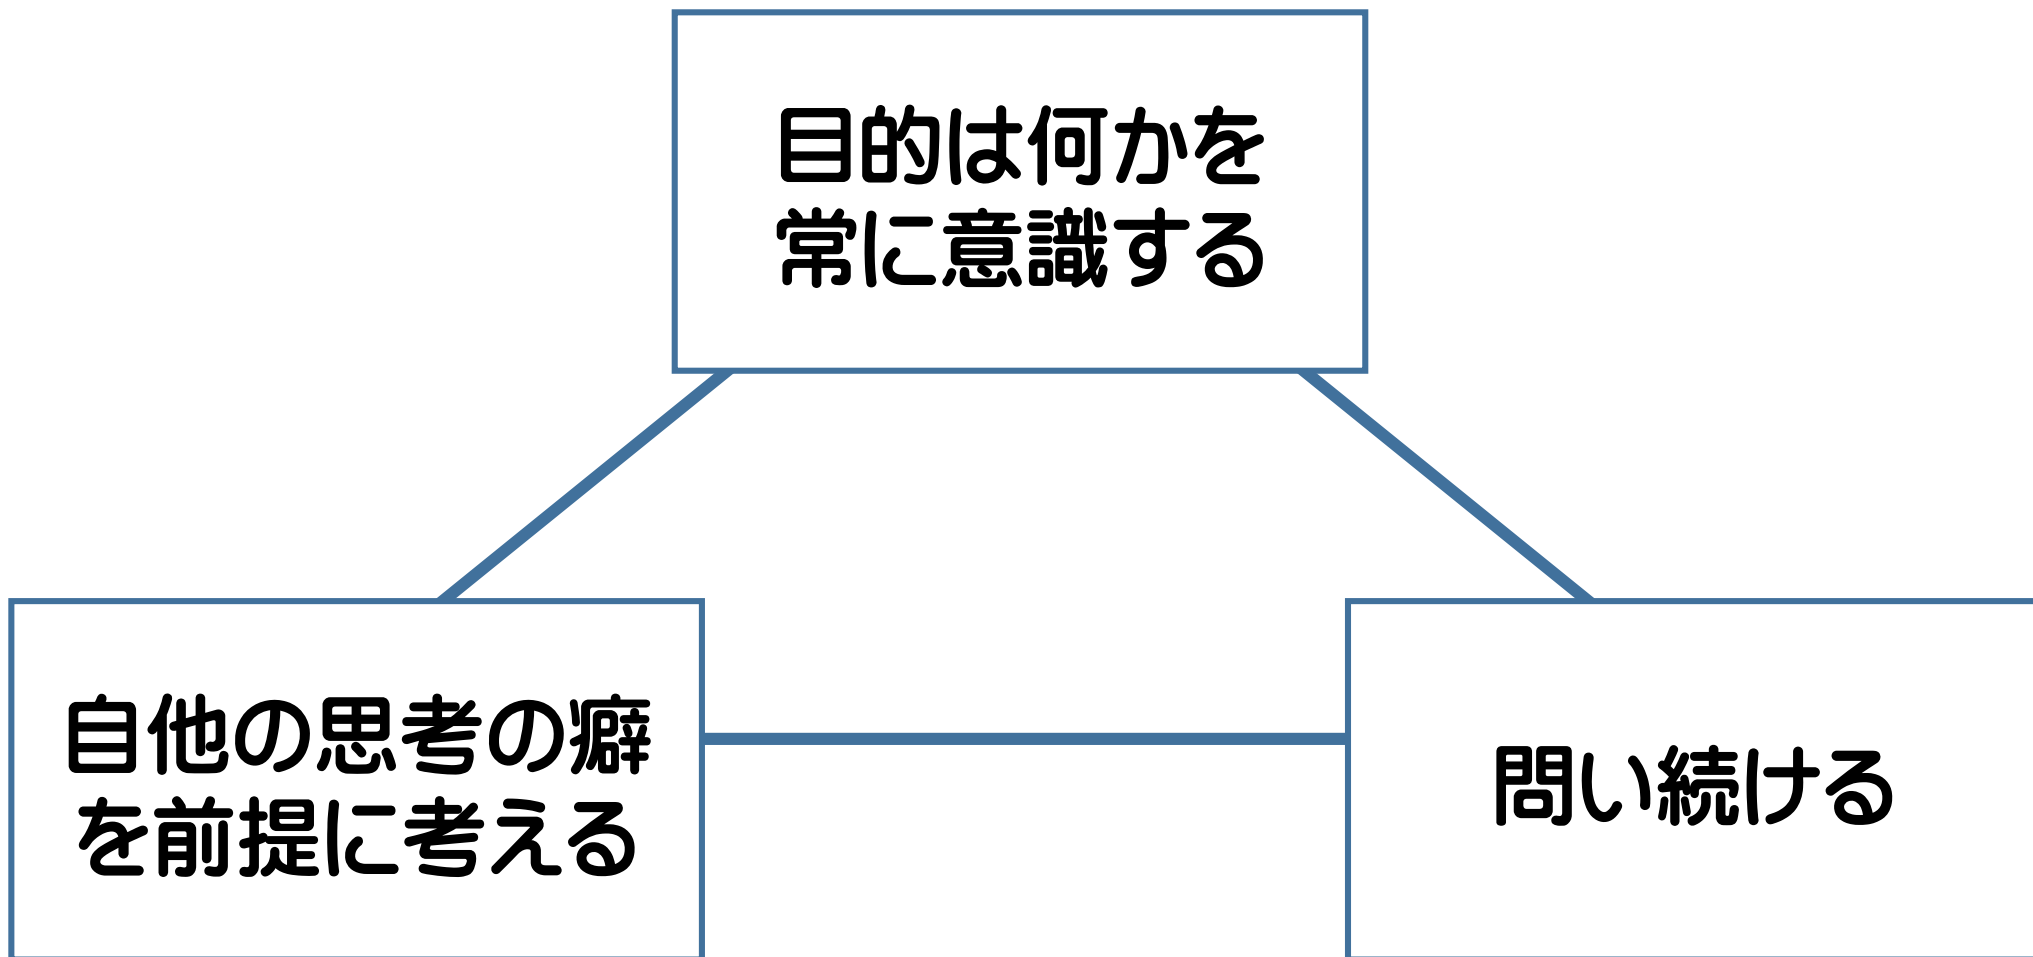 目的は何かを
常に意識する
自他の思考の癖
を前提に考える
問い続ける